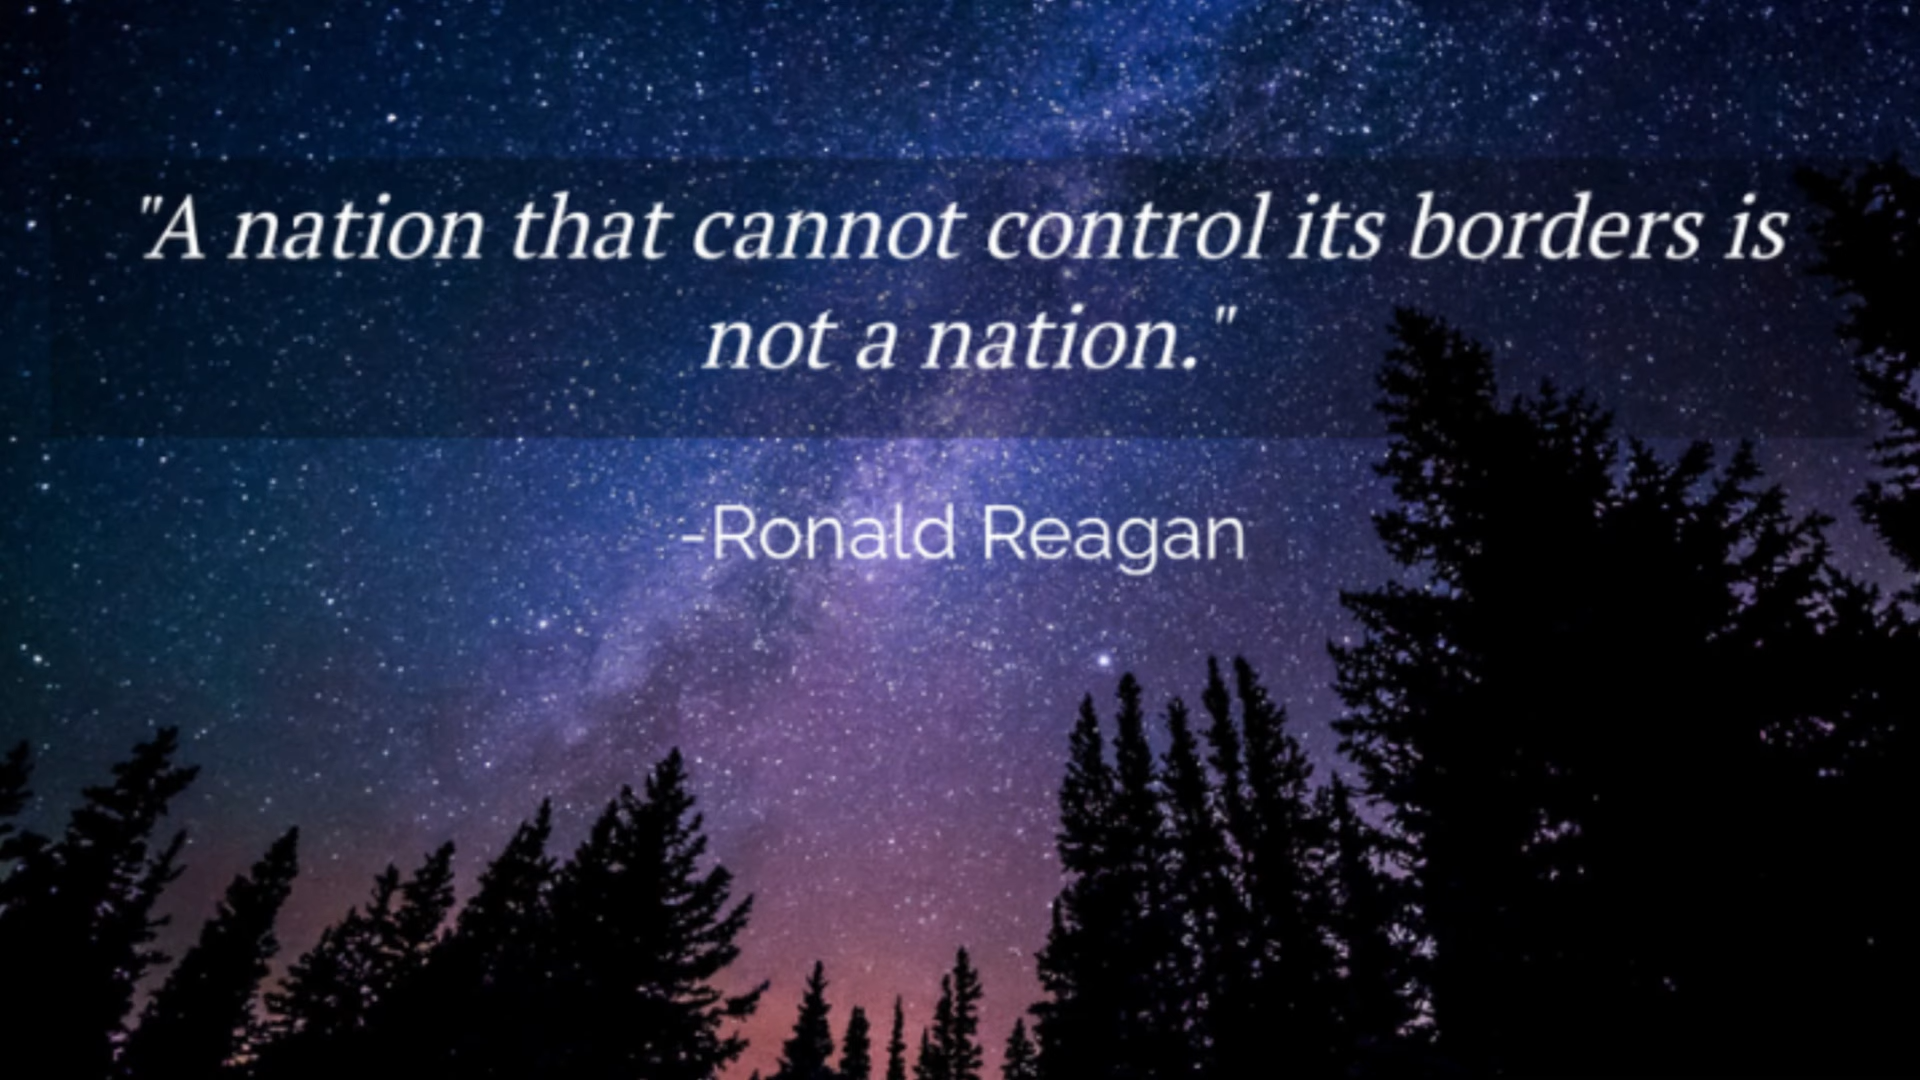 "A nation that cannot control its borders is
not a nation."
-Ronald Reagan